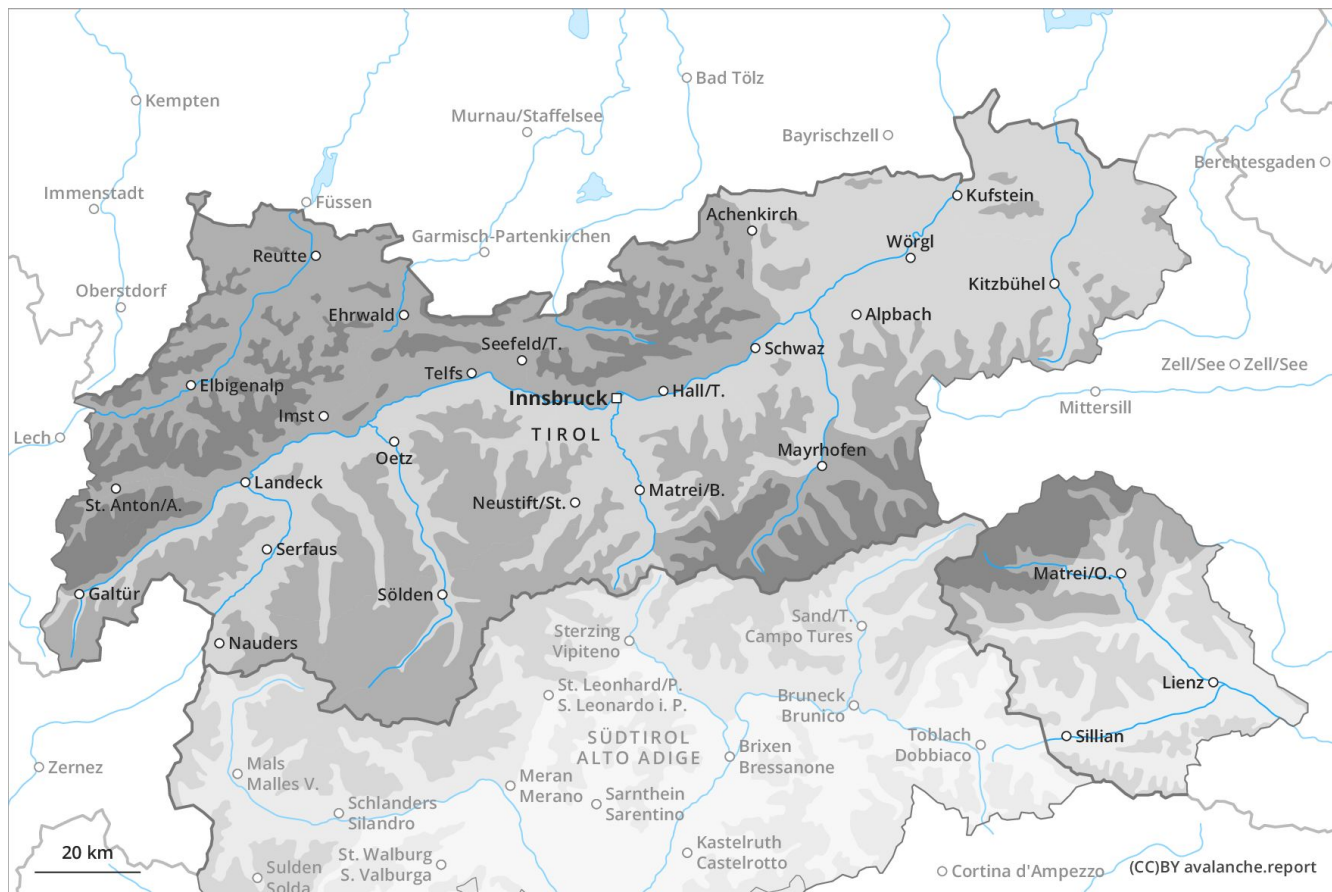 Bad Tölz
Kempten
Murnau/Staffelsee
Bayrischzell
Berchtesgaden
Immenstadt
Füssen
Kufstein
Achenkirch
Garmisch-Partenkirchen
Wörgl
Reutte
Oberstdorf
Kitzbühel
Ehrwald
Alpbach
Seefeld/T.
Schwaz
Zell/See
Zell/See
Telfs
Elbigenalp
Hall/T.
Mittersill
Innsbruck
Imst
TIROL
Lech
Oetz
Mayrhofen
Landeck
Matrei/B.
St. Anton/A.
Neustift/St.
Serfaus
Matrei/O.
Galtür
Sölden
Sand/T.
Campo Tures
Sterzing
Vipiteno
Nauders
Lienz
St. Leonhard/P.
S. Leonardo i. P.
Bruneck
Brunico
SÜDTIROL
ALTO ADIGE
Toblach
Dobbiaco
Sillian
Brixen
Bressanone
Zernez
Mals
Malles V.
Meran
Merano
Sarnthein
Sarentino
Schlanders
Silandro
Kastelruth
Castelrotto
20 km
St. Walburg
S. Valburga
Sulden
Solda
Cortina d'Ampezzo
(CC)BY avalanche.report